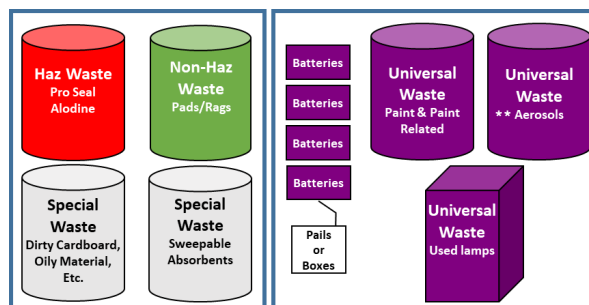 Haz Waste
Pro Seal
Alodine
Non-Haz
Waste
Pads/Rags
Special
Waste
Dirty Cardboard,
Oily Material,
Etc.
Special
Waste
Sweepable
Absorbents
Batteries
Batteries
Batteries
Batteries
Pails
or
Boxes
Universal
Waste
Paint & Paint
Related
Universal
Waste
** Aerosols
Universal
Waste
Used lamps